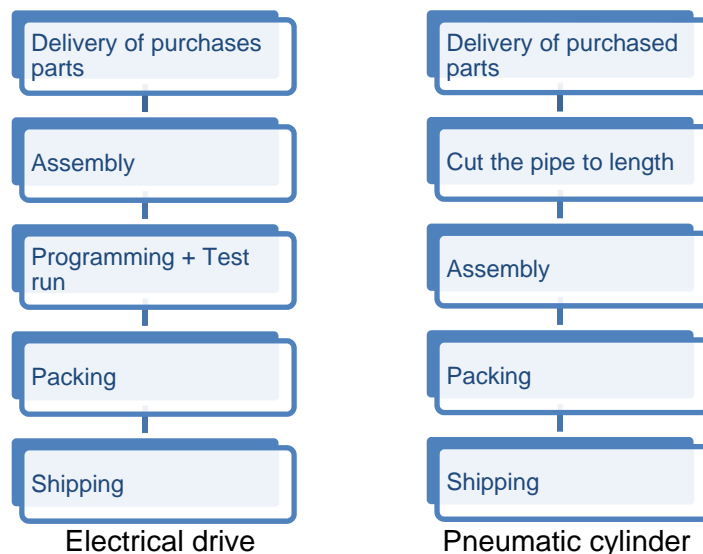 Delivery of purchases
parts
Assembly
Programming + Test
run
Packing
Shipping
Electrical drive
Delivery of purchased
parts
Cut the pipe to length
Assembly
Packing
Shipping
Pneumatic cylinder